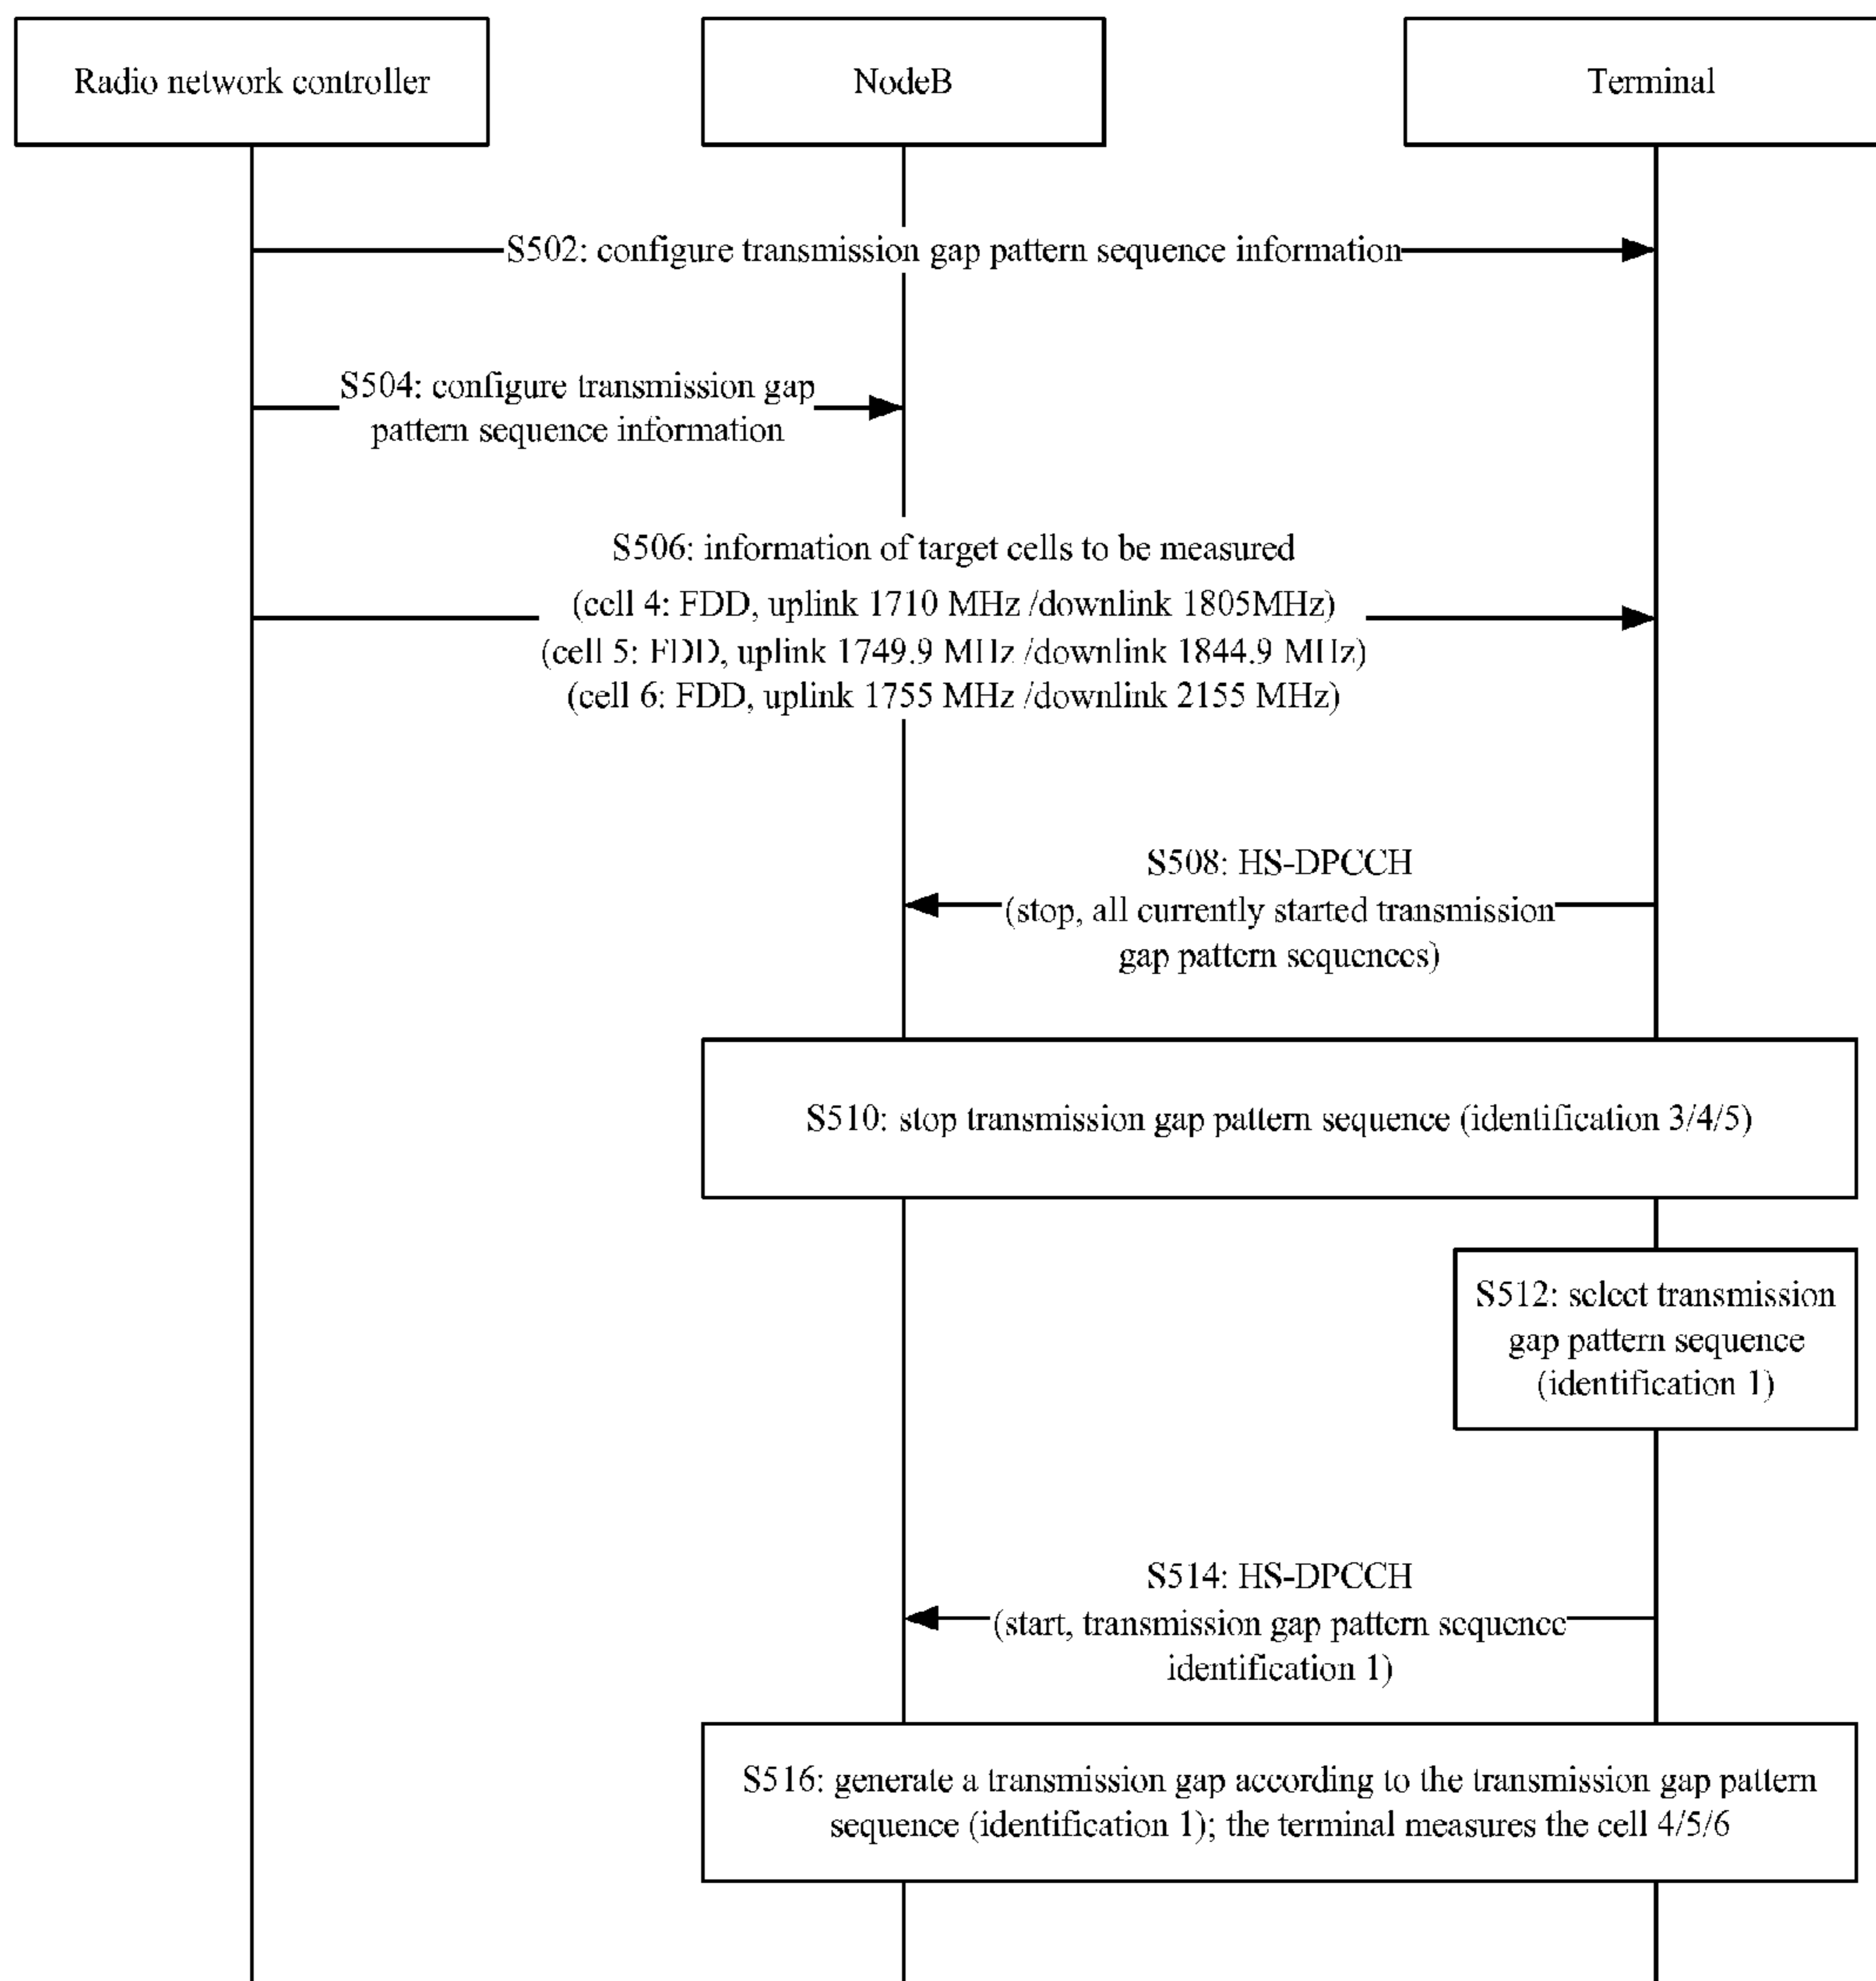 Radio network controller
NodeB
Terminal
S502: configure transmission gap pattern sequence information
S504: configure transmission gap
pattern sequence information
S506: information of target cells to be measured
(cell 4: FDD, uplink 1710 MHz /downlink 1805MHz)
(cell 5: FDD, uplink 1749.9 MHz /downlink 1844.9 MHz)
(cell 6: FDD, uplink 1755 MHz /downlink 2155 MHz)
S508: HS-DPCCH
(stop, all currently started transmission
gap pattern sequences)
S510: stop transmission gap pattern sequence (identification 3/4/5)
S512: select transmission
gap pattern sequence
(identification 1)
S514: HS-DPCCH
(start, transmission gap pattern sequence
identification 1)
S516: generate a transmission gap according to the transmission gap pattern
sequence (identification 1); the terminal measures the cell 4/5/6